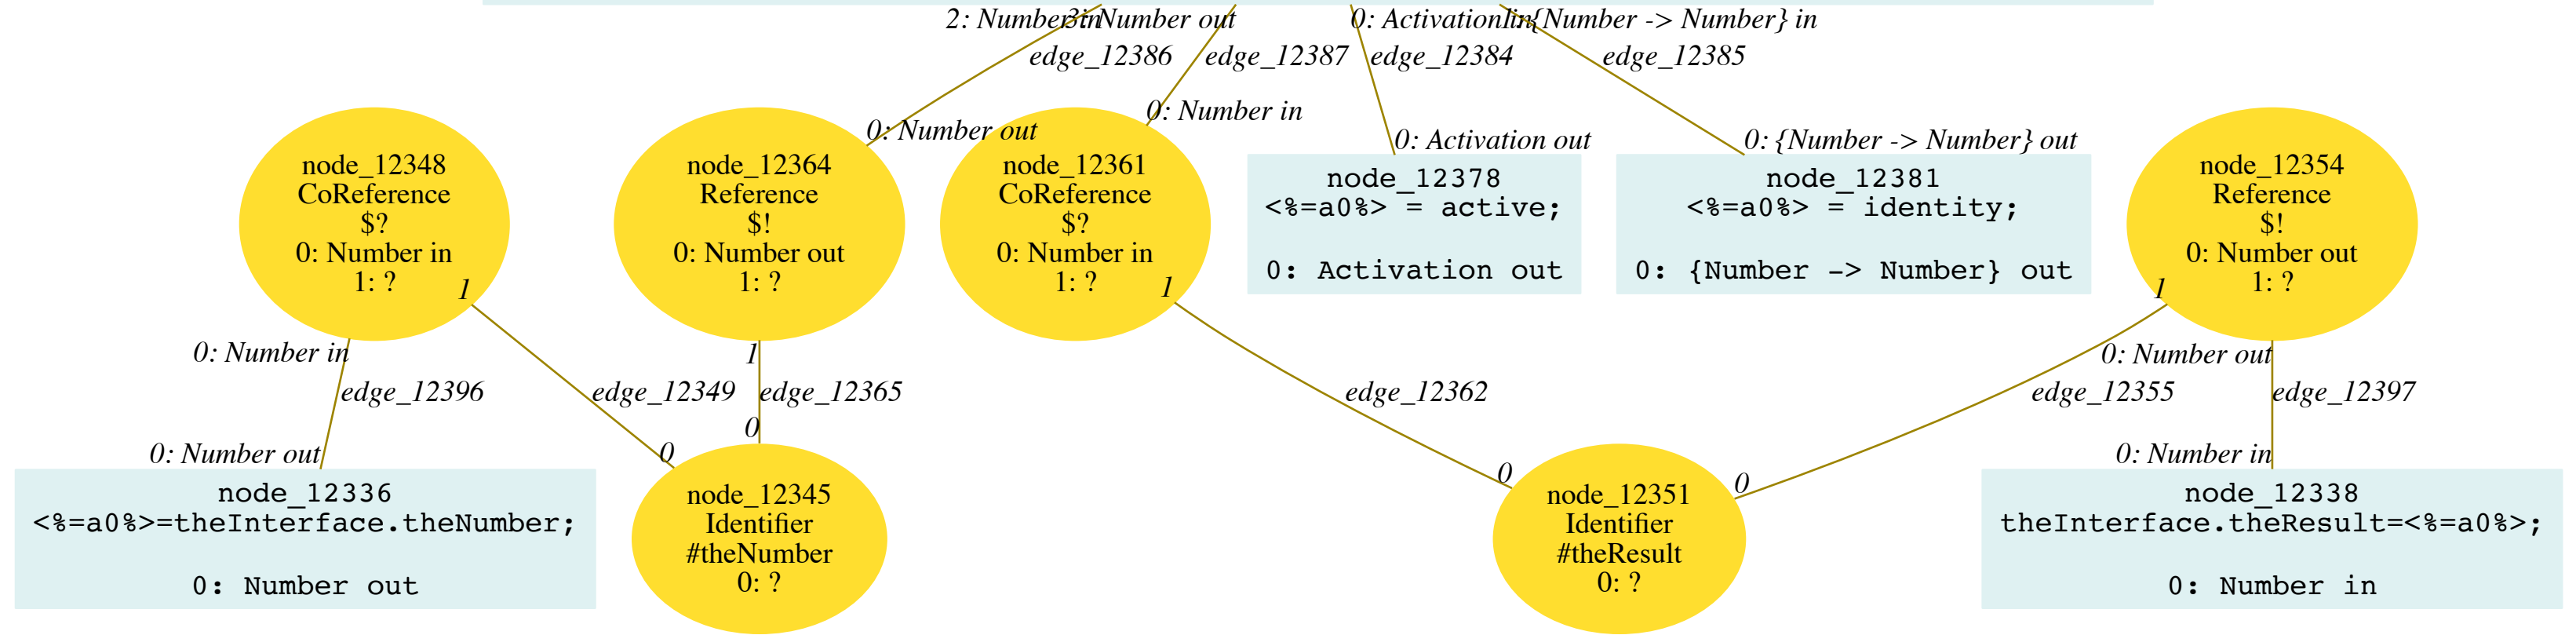 2: Number in
3: Number out
0: Activation in
1: {Number -> Number} in
edge_12386
edge_12387
edge_12384
edge_12385
0: Number out
0: Number in
0: Activation out
0: {Number -> Number} out
node_12348
CoReference
$?
0: Number in
1: ?
1
node_12364
Reference
$!
0: Number out
1: ?
node_12361
CoReference
$?
0: Number in
1: ?
1
node_12378
<%=a0%> = active;
0: Activation out
node_12381
<%=a0%> = identity;
0: {Number -> Number} out
node_12354
Reference
$!
0: Number out
1: ?
1
0: Number in
1
0: Number out
edge_12396
edge_12349
edge_12365
edge_12362
edge_12355
edge_12397
0: Number out
0
0
0
0
0: Number in
node_12336
<%=a0%>=theInterface.theNumber;
0: Number out
node_12345
Identifier
#theNumber
0: ?
node_12351
Identifier
#theResult
0: ?
node_12338
theInterface.theResult=<%=a0%>;
0: Number in